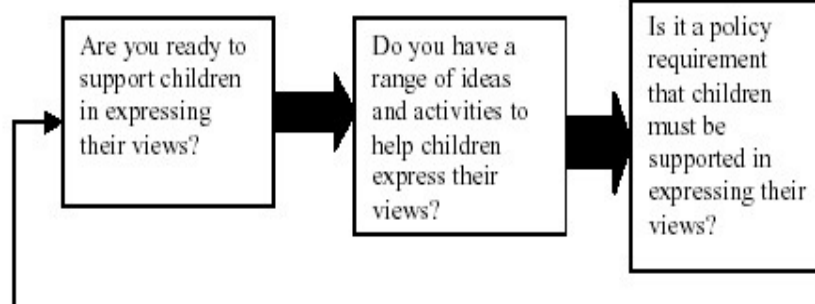 Are you ready to
support children
in expressing
their views?
Do you have a
range of ideas
and activities to
help children
express their
views?
Is it a policy
requirement
that children
must be
supported in
expressing their
views?